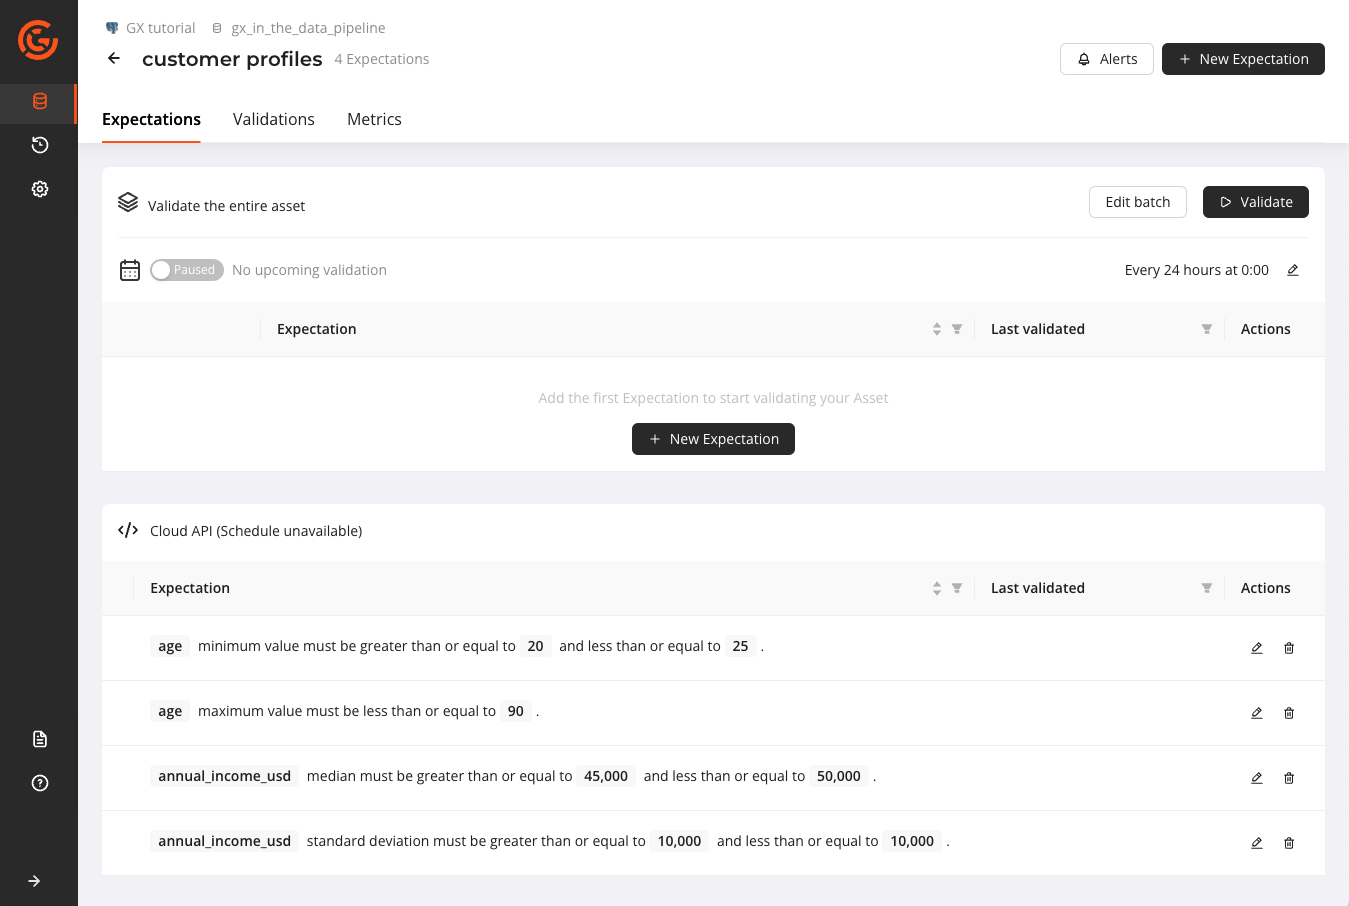 GX tutorial gx_in_the_data_pipeline
customer profiles 4 Expectations
Alerts + New Expectation
Expectations Validations Metrics
Validate the entire asset Edit batch Validate
Paused No upcoming validation Every 24 hours at 0:00
Expectation Last validated Actions
Add the first Expectation to start validating your Asset
+ New Expectation
Cloud API (Schedule unavailable)
Expectation Last validated Actions
age minimum value must be greater than or equal to 20 and less than or equal to 25 .
age maximum value must be less than or equal to 90 .
annual_income_usd median must be greater than or equal to 45,000 and less than or equal to 50,000 .
annual_income_usd standard deviation must be greater than or equal to 10,000 and less than or equal to 10,000 .